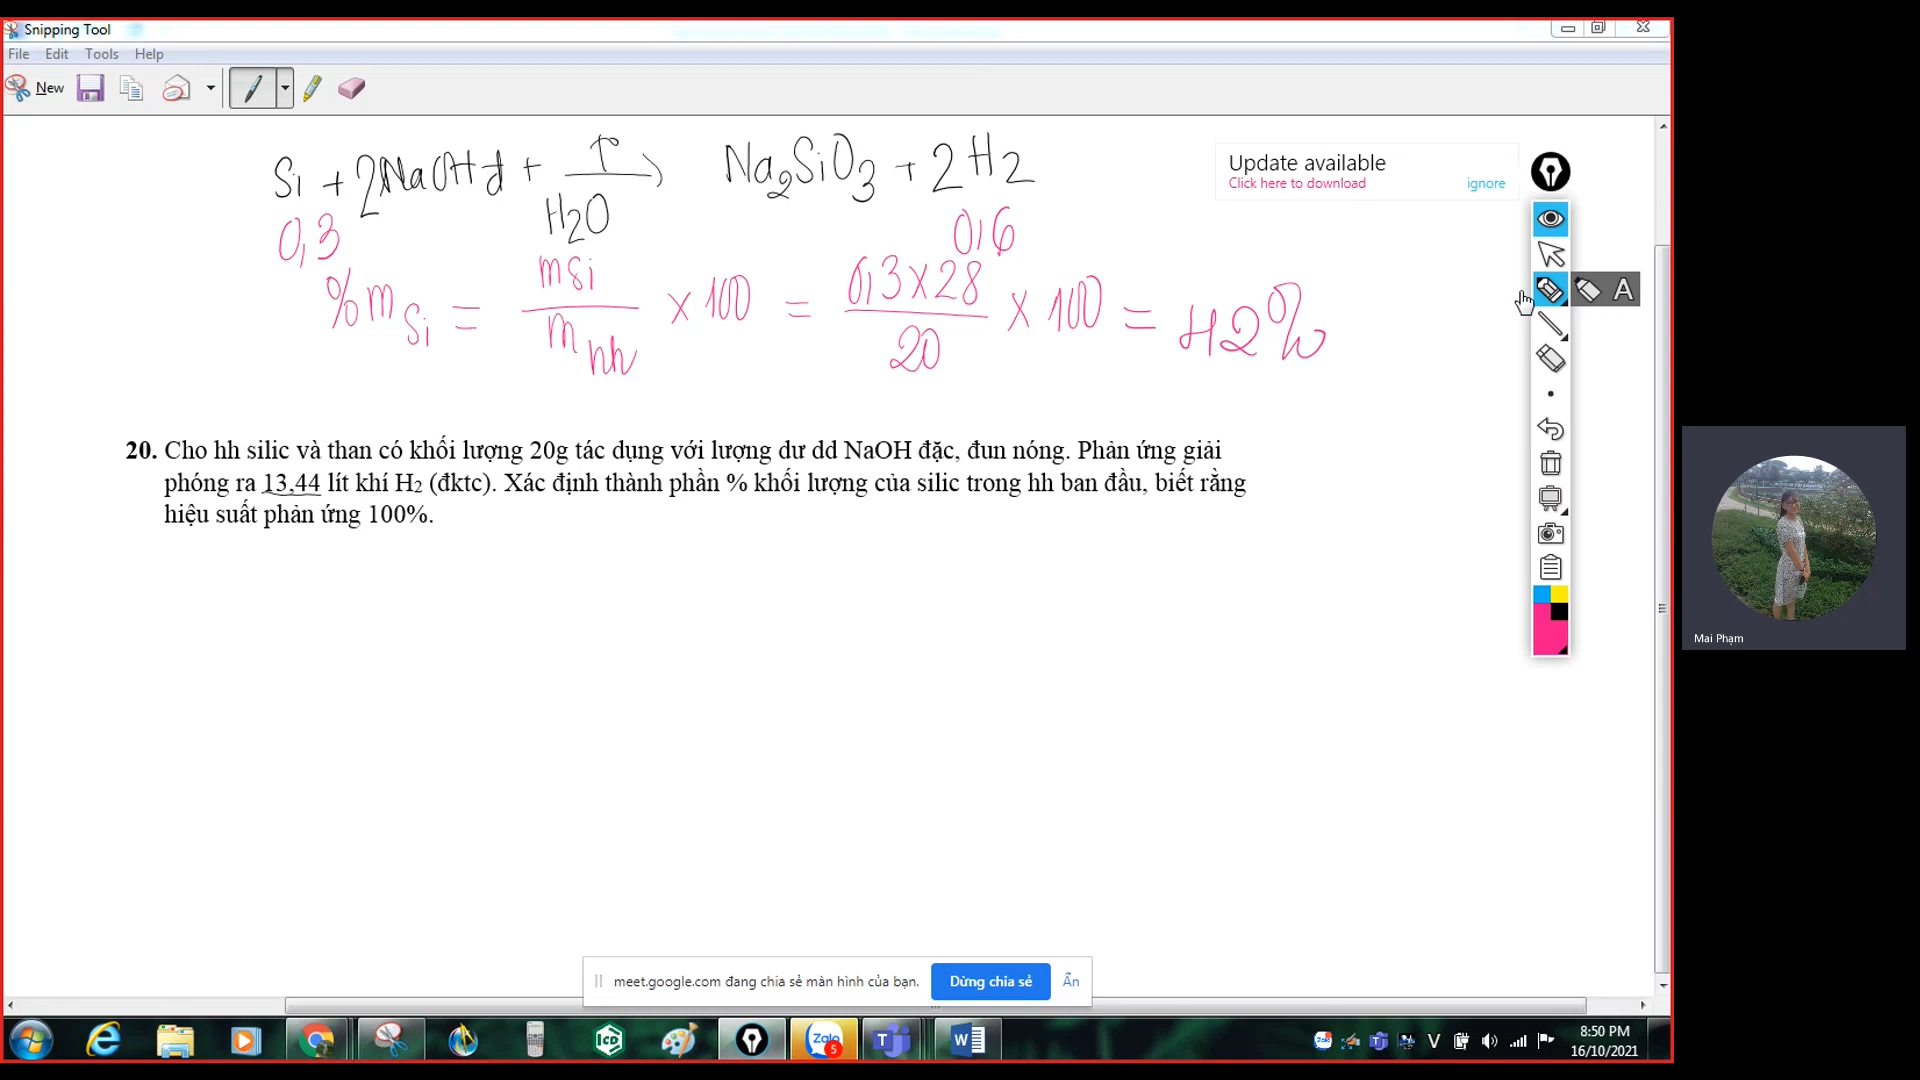 Snipping Tool
File Edit Tools Help
New
Si + 2NaOHđ + H2O → Na2SiO3 + 2H2
0,3 0,6
%mSi = mSi / mhh × 100 = 0,3×28 / 20 × 100 = 42%
Update available
Click here to download ignore
A
20. Cho hh silic và than có khối lượng 20g tác dụng với lượng dư dd NaOH đặc, đun nóng. Phản ứng giải
phóng ra 13,44 lít khí H2 (đktc). Xác định thành phần % khối lượng của silic trong hh ban đầu, biết rằng
hiệu suất phản ứng 100%.
Mai Phạm
meet.google.com đang chia sẻ màn hình của bạn. Dừng chia sẻ Ẩn
Zalo 5
V
8:50 PM
16/10/2021